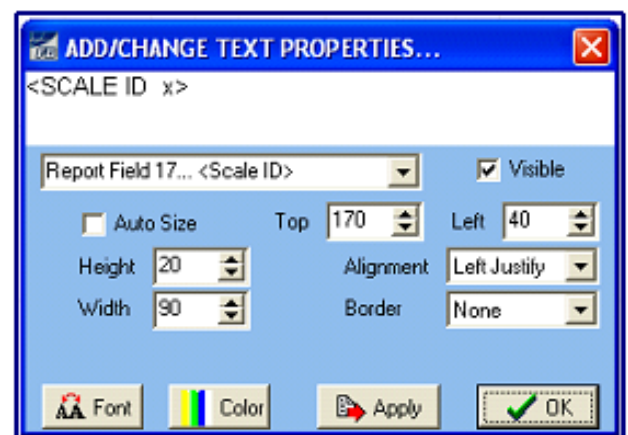 ADD/CHANGE TEXT PROPERTIES...
<SCALE ID x>
Report Field 17... <Scale ID>
Visible
Auto Size
Top 170
Left 40
Height 20
Alignment Left Justify
Width 90
Border None
Font
Color
Apply
OK